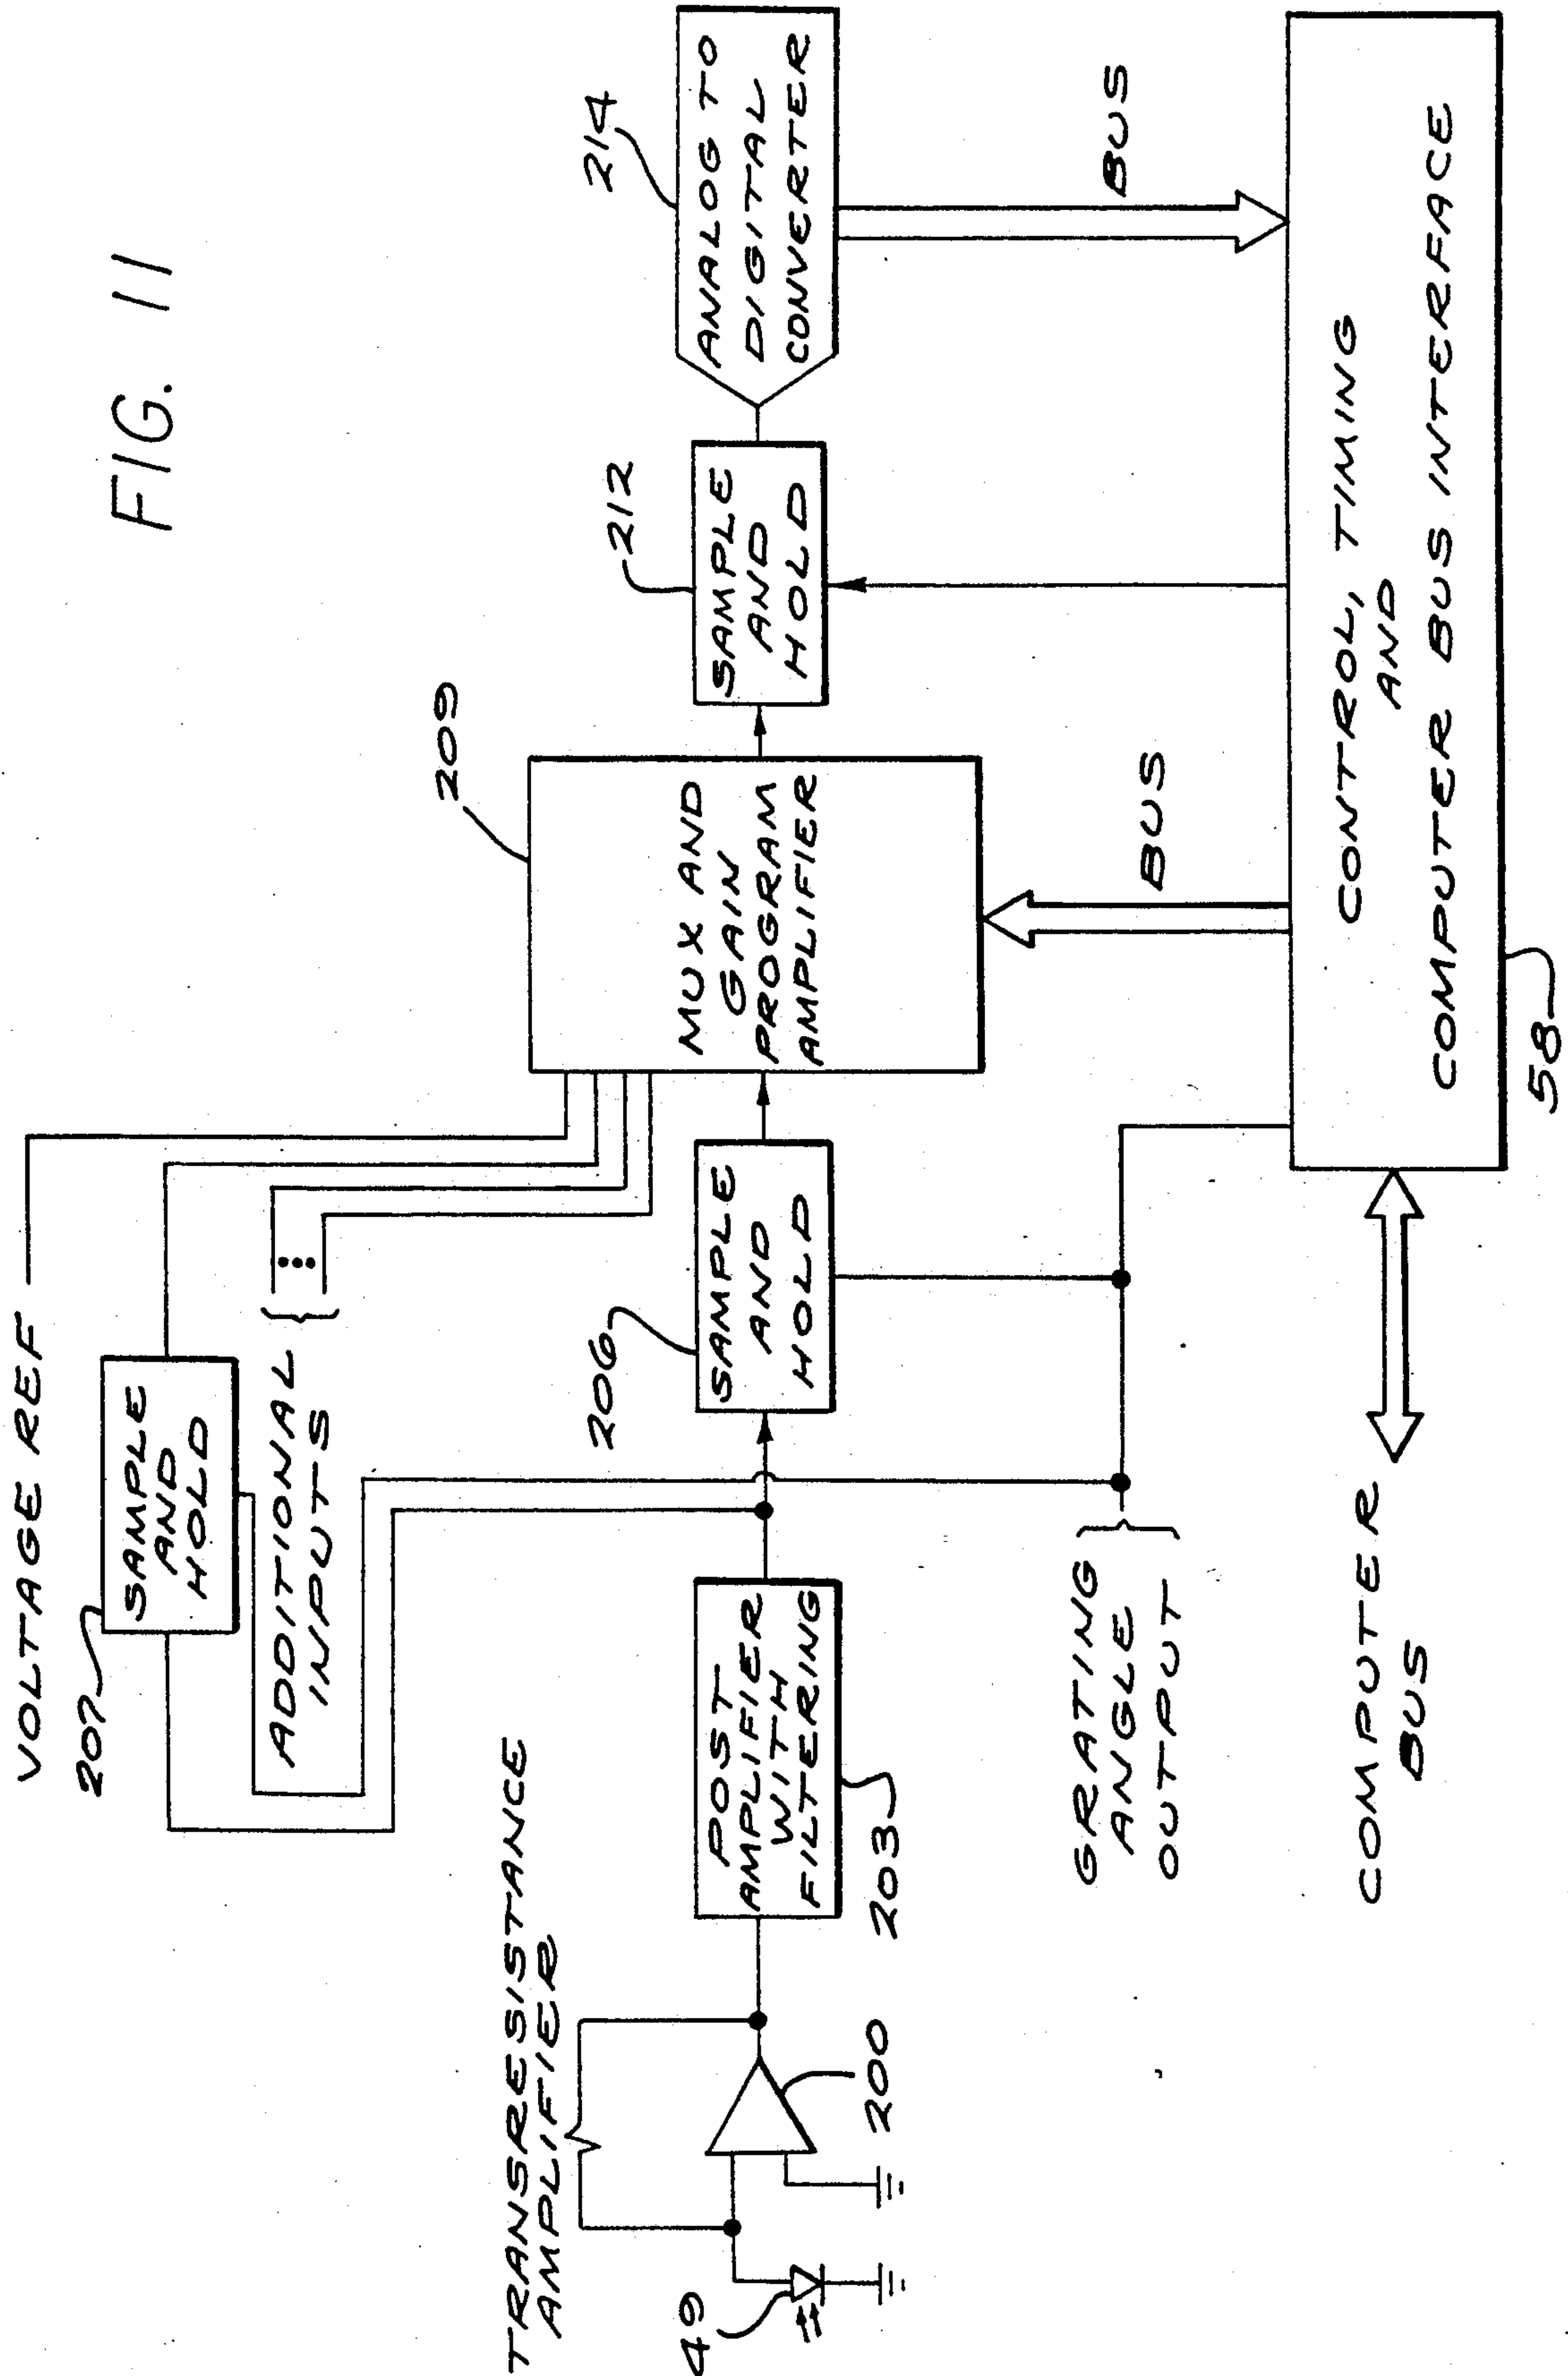 FIG. 11
VOLTAGE REF
207
SAMPLE
AND
HOLD
ADDITIONAL
INPUTS
TRANSRESISTANCE
AMPLIFIER
49
200
POST
AMPLIFIER
WITH
FILTERING
203
206
SAMPLE
AND
HOLD
209
MUX AND
GAIN
PROGRAM
AMPLIFIER
212
SAMPLE
AND
HOLD
214
ANALOG TO
DIGITAL
CONVERTER
GRATING
ANGLE
OUTPUT
BUS
BUS
COMPUTER
BUS
CONTROL, TIMING
AND
COMPUTER BUS INTERFACE
58